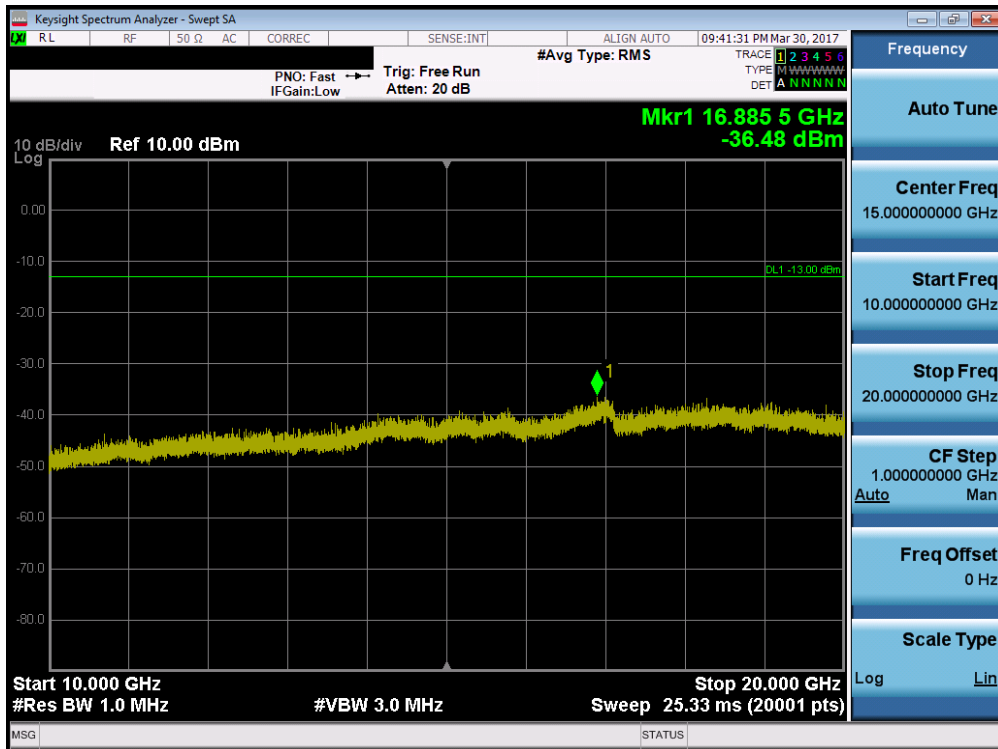 Keysight Spectrum Analyzer - Swept SA
LXI RL RF 50 Ω AC CORREC SENSE:INT ALIGN AUTO 09:41:31 PM Mar 30, 2017
Frequency
#Avg Type: RMS
TRACE 1 2 3 4 5 6
PNO: Fast Trig: Free Run
TYPE M WWWWW
IFGain:Low Atten: 20 dB
DET A N N N N N
Auto Tune
Mkr1 16.885 5 GHz
-36.48 dBm
10 dB/div Ref 10.00 dBm
Log
Center Freq
15.000000000 GHz
0.00
-10.0
DL1 -13.00 dBm
Start Freq
10.000000000 GHz
-20.0
-30.0
1
Stop Freq
20.000000000 GHz
-40.0
-50.0
CF Step
1.000000000 GHz
Auto Man
-60.0
-70.0
Freq Offset
0 Hz
-80.0
Scale Type
Log Lin
Start 10.000 GHz Stop 20.000 GHz
#Res BW 1.0 MHz #VBW 3.0 MHz Sweep 25.33 ms (20001 pts)
MSG STATUS